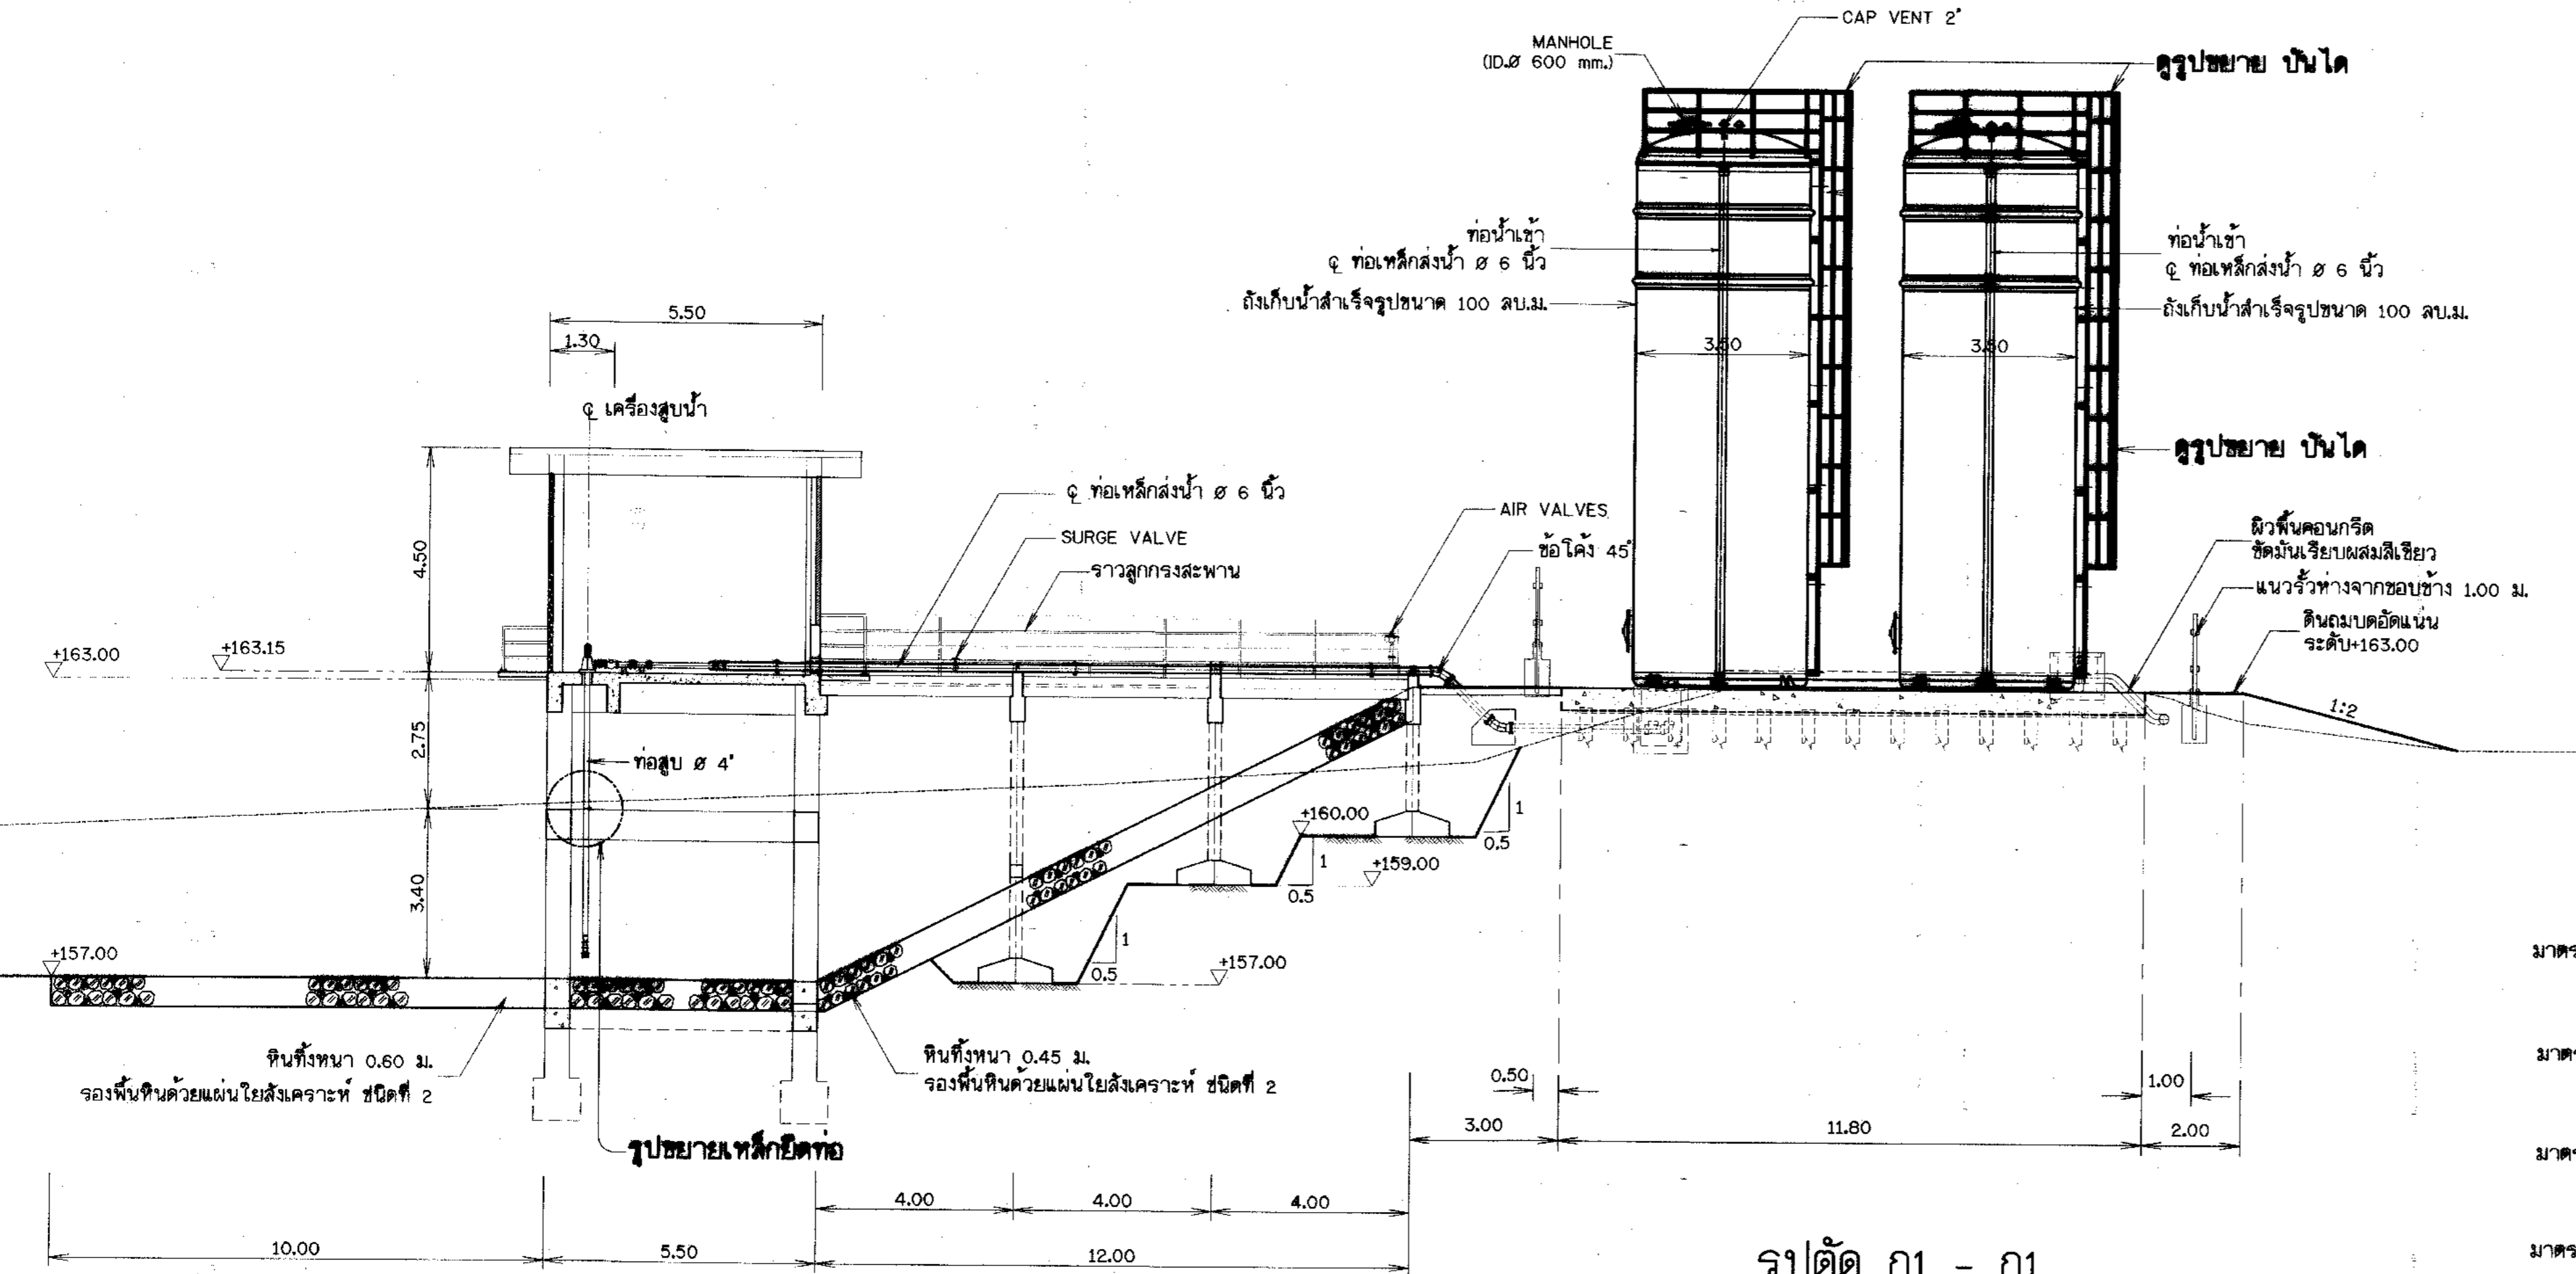 CAP VENT 2"
MANHOLE
(ID.Ø 600 mm.)
ดูรูปขยาย บันได
ท่อน้ำเข้า
℄ ท่อเหล็กส่งน้ำ Ø 6 นิ้ว
ถังเก็บน้ำสำเร็จรูปขนาด 100 ลบ.ม.
3.50
3.50
ท่อน้ำเข้า
℄ ท่อเหล็กส่งน้ำ Ø 6 นิ้ว
ถังเก็บน้ำสำเร็จรูปขนาด 100 ลบ.ม.
5.50
1.30
℄ เครื่องสูบน้ำ
ดูรูปขยาย บันได
℄ ท่อเหล็กส่งน้ำ Ø 6 นิ้ว
SURGE VALVE
ราวลูกกรงสะพาน
AIR VALVES
ข้อโค้ง 45°
ผิวพื้นคอนกรีต
ขัดมันเรียบผสมสีเขียว
แนวรั้วห่างจากขอบข้าง 1.00 ม.
ดินถมบดอัดแน่น
ระดับ+163.00
4.50
+163.00
+163.15
1:2
2.75
ท่อสูบ Ø 4"
+160.00
1
0.5
+159.00
1
0.5
3.40
1
0.5
+157.00
+157.00
หินทิ้งหนา 0.60 ม.
รองพื้นหินด้วยแผ่นใยสังเคราะห์ ชนิดที่ 2
หินทิ้งหนา 0.45 ม.
รองพื้นหินด้วยแผ่นใยสังเคราะห์ ชนิดที่ 2
รูปขยายเหล็กยึดท่อ
0.50
1.00
3.00
11.80
2.00
4.00
4.00
4.00
10.00
5.50
12.00
รูปตัด ก1 - ก1